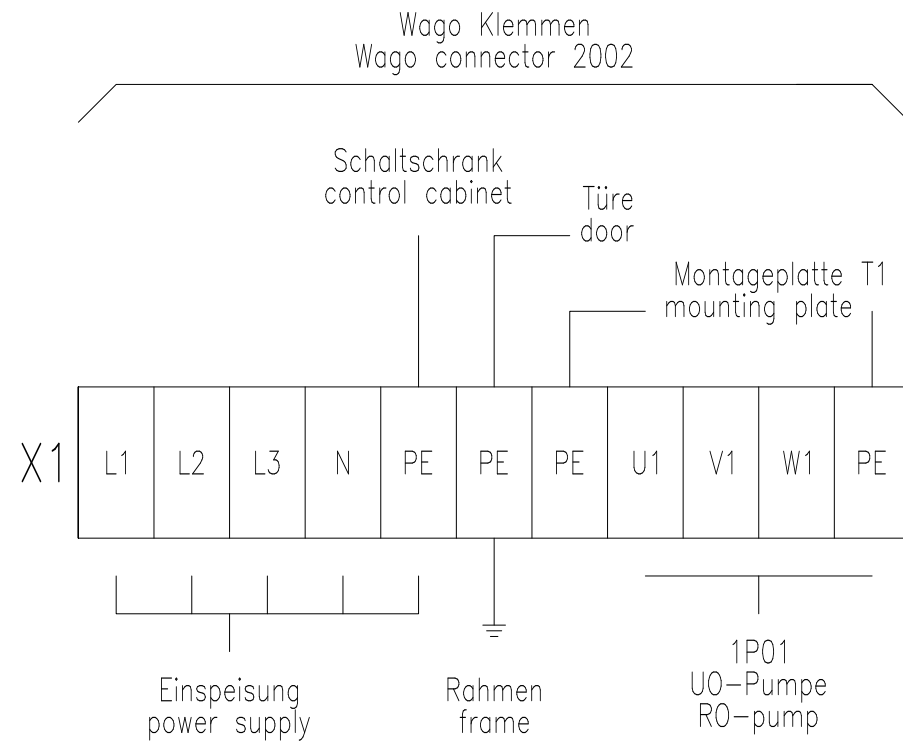 Wago Klemmen
Wago connector 2002
Schaltschrank
control cabinet
Türe
door
Montageplatte T1
mounting plate
X1 L1 L2 L3 N PE PE PE U1 V1 W1 PE
Einspeisung
power supply
Rahmen
frame
1P01
UO-Pumpe
RO-pump